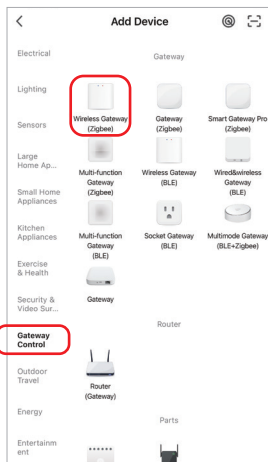 Add Device
Electrical
Lighting
Sensors
Large
Home Ap...
Small Home
Appliances
Kitchen
Appliances
Exercise
& Health
Security &
Video Sur...
Gateway
Control
Outdoor
Travel
Energy
Entertainm
ent
Gateway
Wireless Gateway
(Zigbee)
Gateway
(Zigbee)
Smart Gateway Pro
(Zigbee)
Multi-function
Gateway
(Zigbee)
Wireless Gateway
(BLE)
Wired&wireless
Gateway
(BLE)
Multi-function
Gateway
(BLE)
Socket Gateway
(BLE)
Multimode Gateway
(BLE+Zigbee)
Gateway
Router
Router
(Gateway)
Parts